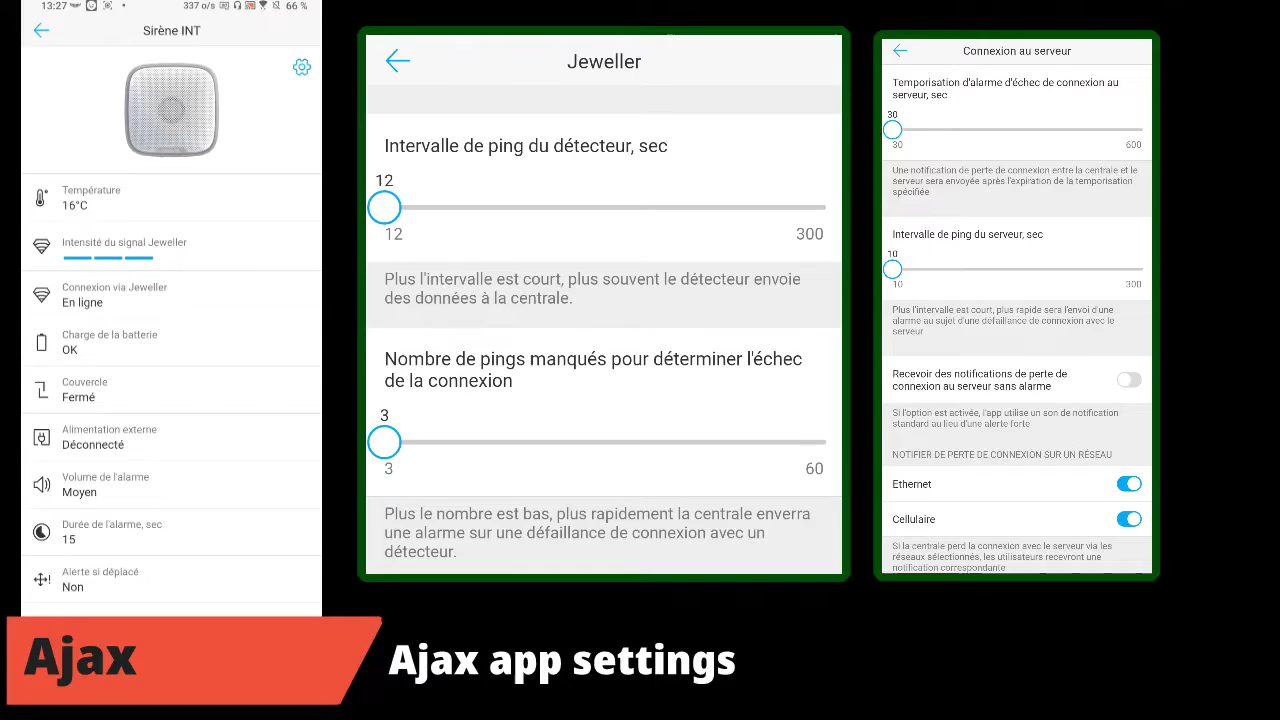 13:27
337 o/s
66 %
Sirène INT
Température
16°C
Intensité du signal Jeweller
Connexion via Jeweller
En ligne
Charge de la batterie
OK
Couvercle
Fermé
Alimentation externe
Déconnecté
Volume de l'alarme
Moyen
Durée de l'alarme, sec
15
Alerte si déplacé
Non
Jeweller
Intervalle de ping du détecteur, sec
12
12
300
Plus l'intervalle est court, plus souvent le détecteur envoie
des données à la centrale.
Nombre de pings manqués pour déterminer l'échec
de la connexion
3
3
60
Plus le nombre est bas, plus rapidement la centrale enverra
une alarme sur une défaillance de connexion avec un
détecteur.
Connexion au serveur
Temporisation d'alarme d'échec de connexion au
serveur, sec
30
30
600
Une notification de perte de connexion entre la centrale et le
serveur sera envoyée après l'expiration de la temporisation
spécifiée
Intervalle de ping du serveur, sec
10
10
300
Plus l'intervalle est court, plus rapide sera l'envoi d'une
alarme au sujet d'une défaillance de connexion avec le
serveur
Recevoir des notifications de perte de
connexion au serveur sans alarme
Si l'option est activée, l'app utilise un son de notification
standard au lieu d'une alerte forte
NOTIFIER DE PERTE DE CONNEXION SUR UN RÉSEAU
Ethernet
Cellulaire
Si la centrale perd la connexion avec le serveur via les
réseaux sélectionnés, les utilisateurs recevront une
notification correspondante
Ajax
Ajax app settings